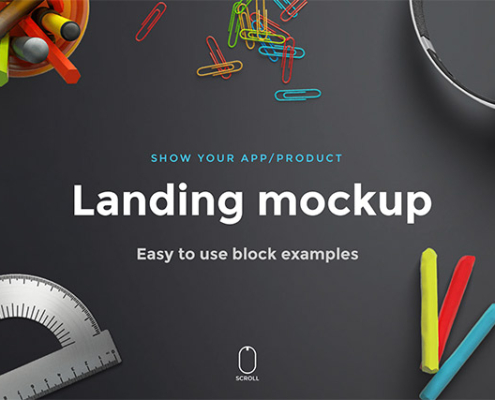 SHOW YOUR APP/PRODUCT
Landing mockup
Easy to use block examples
SCROLL